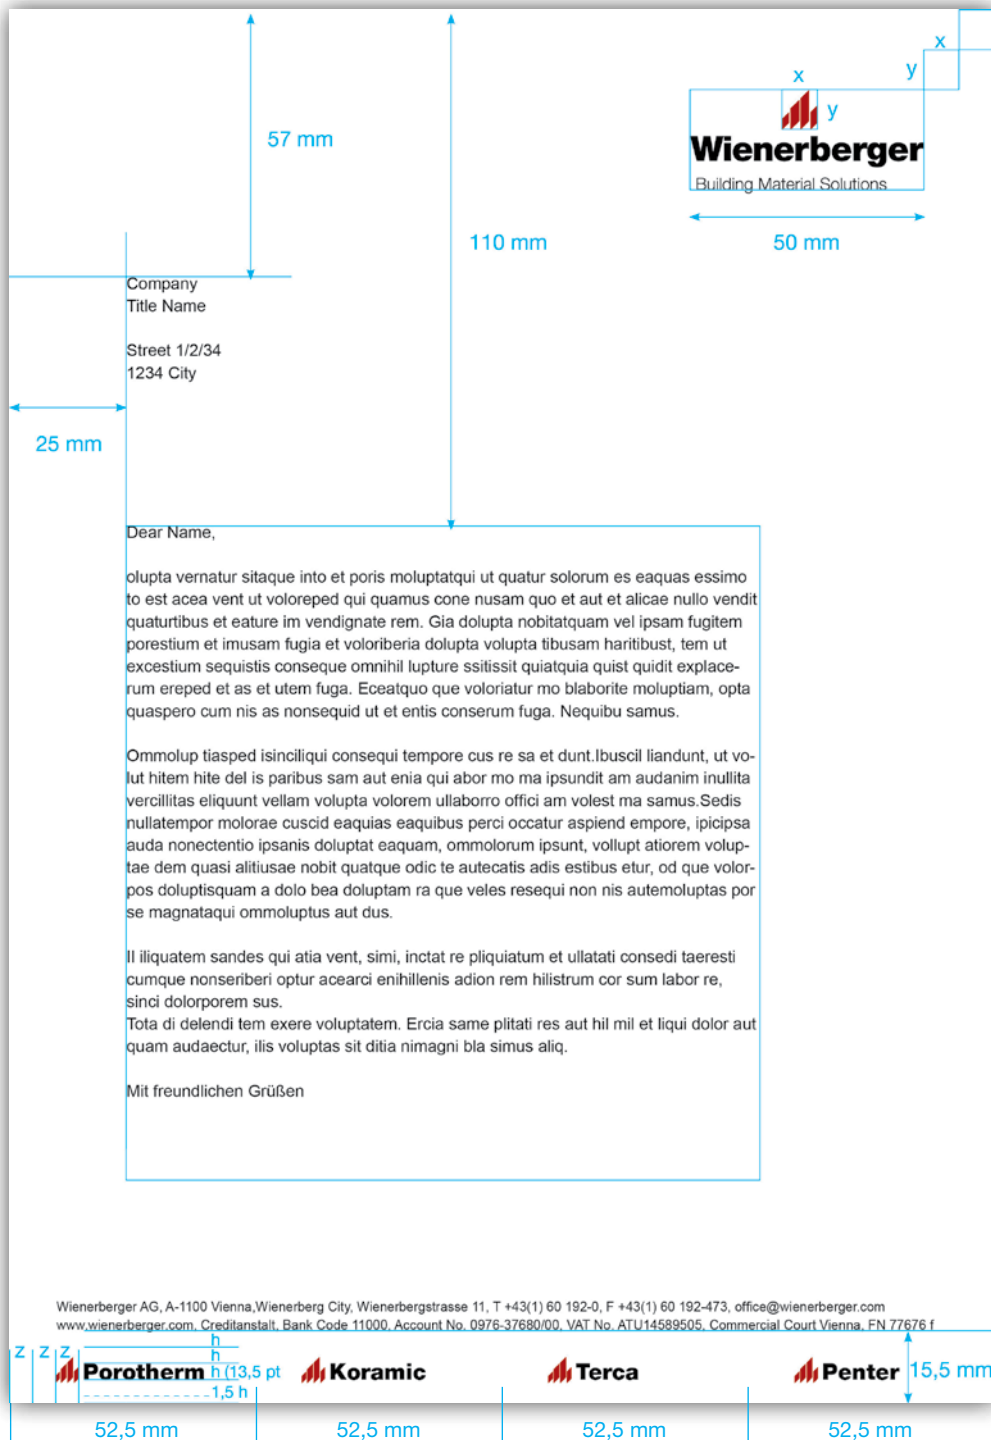 x
y
x
y
57 mm
Wienerberger
Building Material Solutions
110 mm
50 mm
Company
Title Name
Street 1/2/34
1234 City
25 mm
Dear Name,
olupta vernatur sitaque into et poris moluptatqui ut quatur solorum es eaquas essimo
to est acea vent ut voloreped qui quamus cone nusam quo et aut et alicae nullo vendit
quaturtibus et eature im vendignate rem. Gia dolupta nobitatquam vel ipsam fugitem
porestium et imusam fugia et voloriberia dolupta volupta tibusam haritibust, tem ut
excestium sequistis conseque omnihil lupture ssitissit quiatquia quist quidit explace-
rum ereped et as et utem fuga. Eceatquo que voloriatur mo blaborite moluptiam, opta
quaspero cum nis as nonsequid ut et entis conserum fuga. Nequibu samus.
Ommolup tiasped isinciliqui consequi tempore cus re sa et dunt.Ibuscil liandunt, ut vo-
lut hitem hite del is paribus sam aut enia qui abor mo ma ipsundit am audanim inullita
vercillitas eliquunt vellam volupta volorem ullaborro offici am volest ma samus.Sedis
nullatempor molorae cuscid eaquias eaquibus perci occatur aspiend empore, ipicipsa
auda nonectentio ipsanis doluptat eaquam, ommolorum ipsunt, vollupt atiorem volup-
tae dem quasi alitiusae nobit quatque odic te autecatis adis estibus etur, od que volor-
pos doluptisquam a dolo bea doluptam ra que veles resequi non nis autemoluptas por
se magnataqui ommoluptus aut dus.
Il iliquatem sandes qui atia vent, simi, inctat re pliquiatum et ullatati consedi taeresti
cumque nonseriberi optur acearci enihillenis adion rem hilistrum cor sum labor re,
sinci dolorporem sus.
Tota di delendi tem exere voluptatem. Ercia same plitati res aut hil mil et liqui dolor aut
quam audaectur, ilis voluptas sit ditia nimagni bla simus aliq.
Mit freundlichen Grüßen
Wienerberger AG, A-1100 Vienna,Wienerberg City, Wienerbergstrasse 11, T +43(1) 60 192-0, F +43(1) 60 192-473, office@wienerberger.com
www.wienerberger.com, Creditanstalt, Bank Code 11000, Account No. 0976-37680/00, VAT No. ATU14589505, Commercial Court Vienna, FN 77676 f
h
z z z h
Porotherm h (13,5 pt Koramic Terca Penter 15,5 mm
1,5 h
52,5 mm 52,5 mm 52,5 mm 52,5 mm